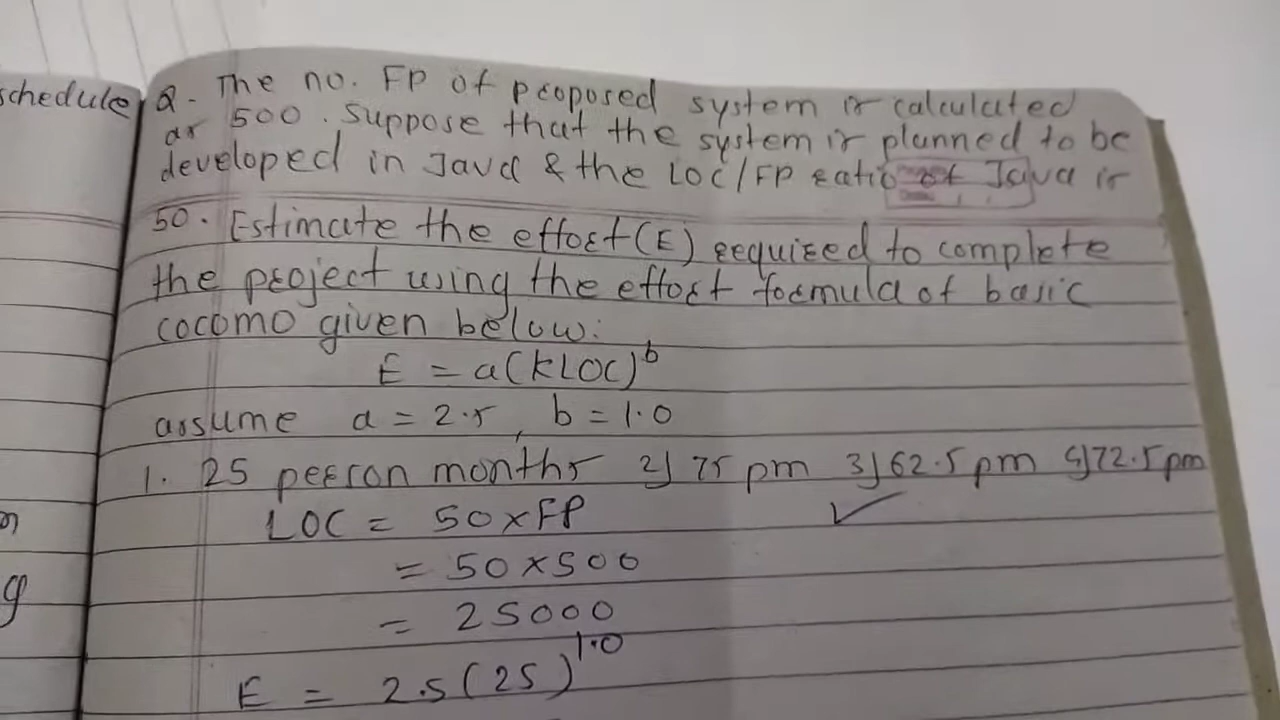 schedule
Q. The no. FP of proposed system is calculated
as 500. Suppose that the system is planned to be
developed in Java & the LOC/FP ratio of Java is
50. Estimate the effort(E) required to complete
the project using the effort formula of basic
cocomo given below:
E = a(KLOC)^b
assume a = 2.5, b = 1.0
1. 25 person months 2) 75 pm 3) 62.5 pm 4) 72.5 pm
LOC = 50×FP ✓
= 50×500
= 25000
E = 2.5(25)^1.0